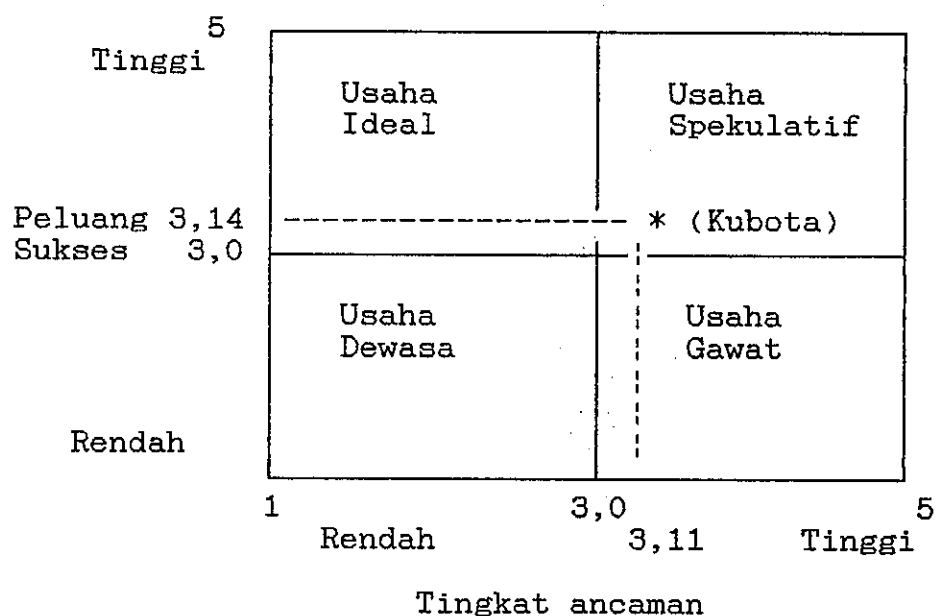 5
Tinggi
Usaha Usaha
Ideal Spekulatif
Peluang 3,14 * (Kubota)
Sukses 3,0
Usaha Usaha
Dewasa Gawat
Rendah
1 3,0 5
Rendah 3,11 Tinggi
Tingkat ancaman